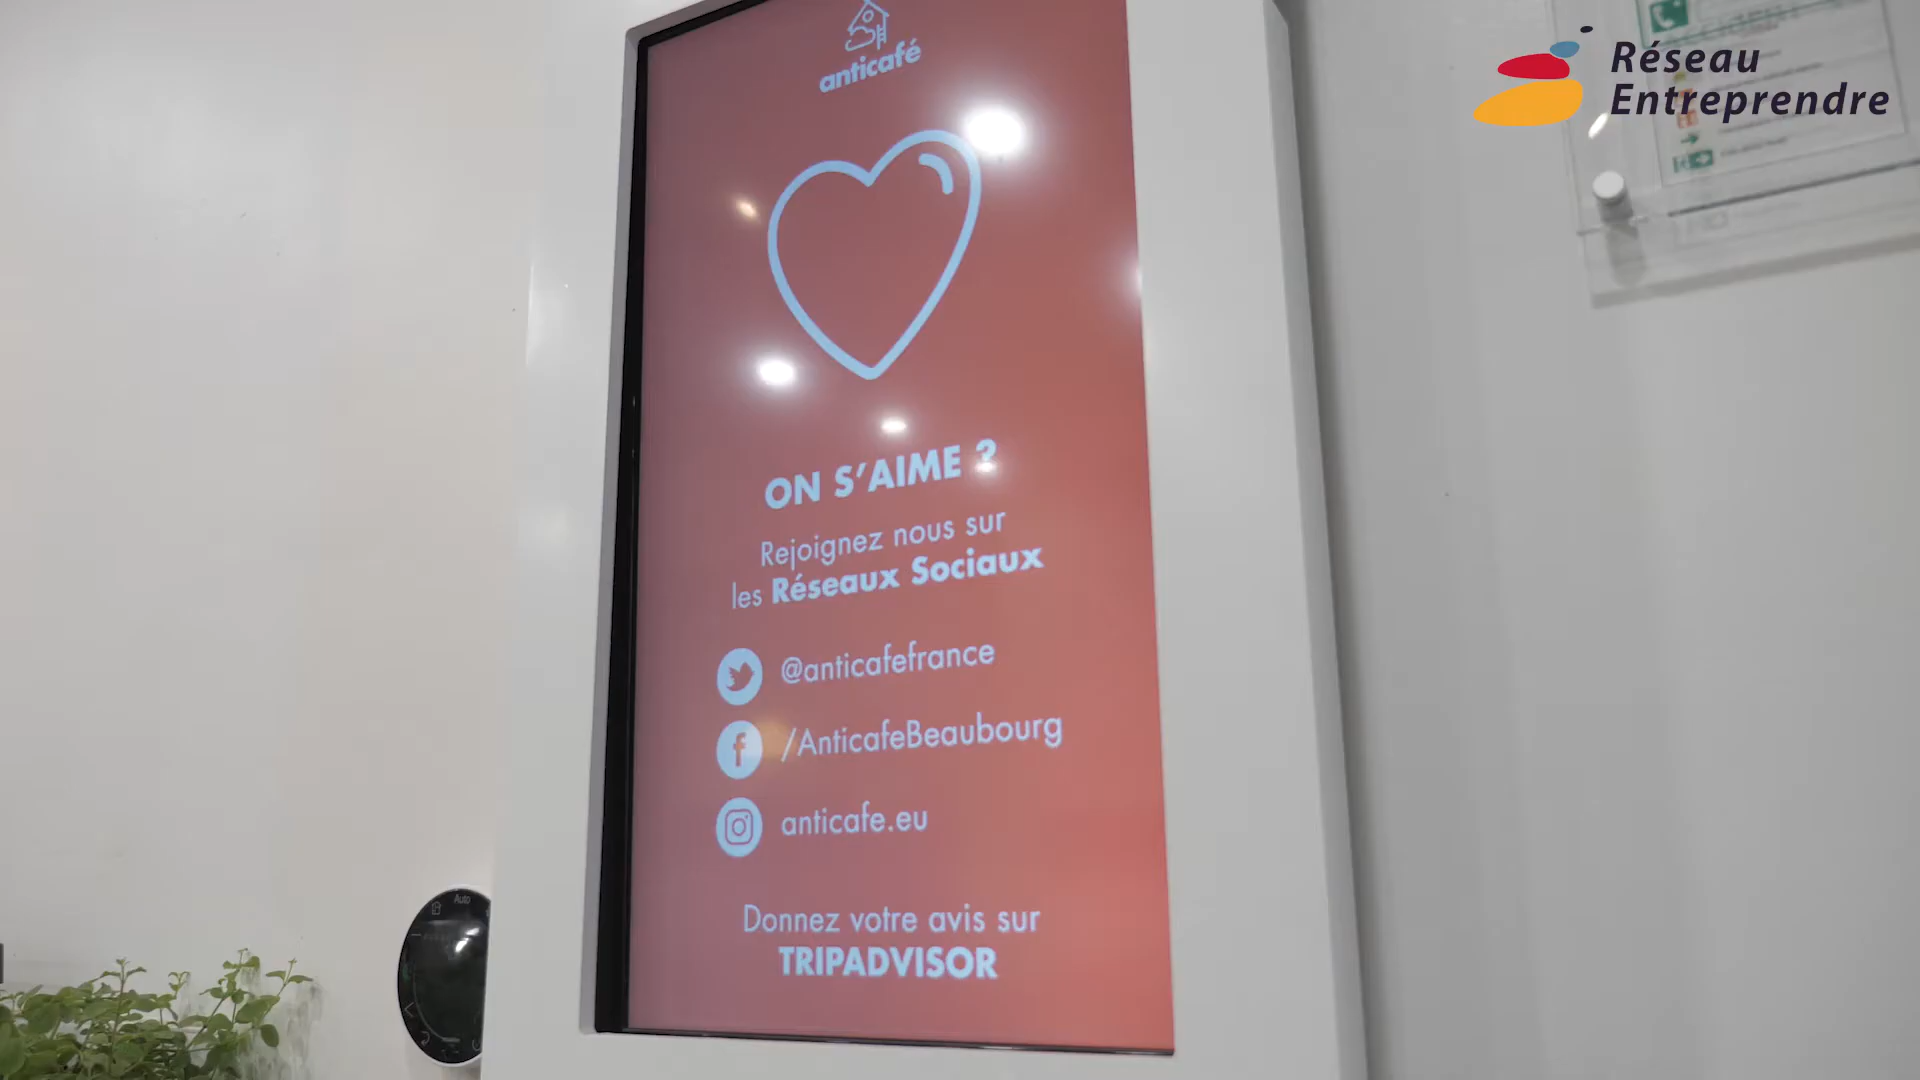 anticafé
Réseau
Entreprendre
ON S'AIME ?
Rejoignez nous sur
les Réseaux Sociaux
@anticafefrance
/AnticafeBeaubourg
anticafe.eu
Donnez votre avis sur
TRIPADVISOR
Auto